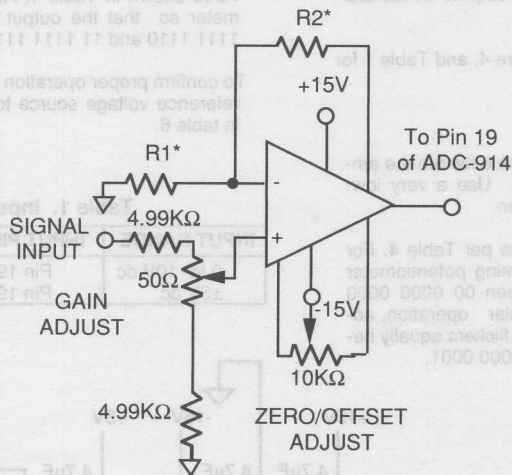 R2*
+15V
To Pin 19
of ADC-914
R1*
-
4.99KΩ
SIGNAL
INPUT
+
50Ω
GAIN
ADJUST
-15V
10KΩ
4.99KΩ
ZERO/OFFSET
ADJUST